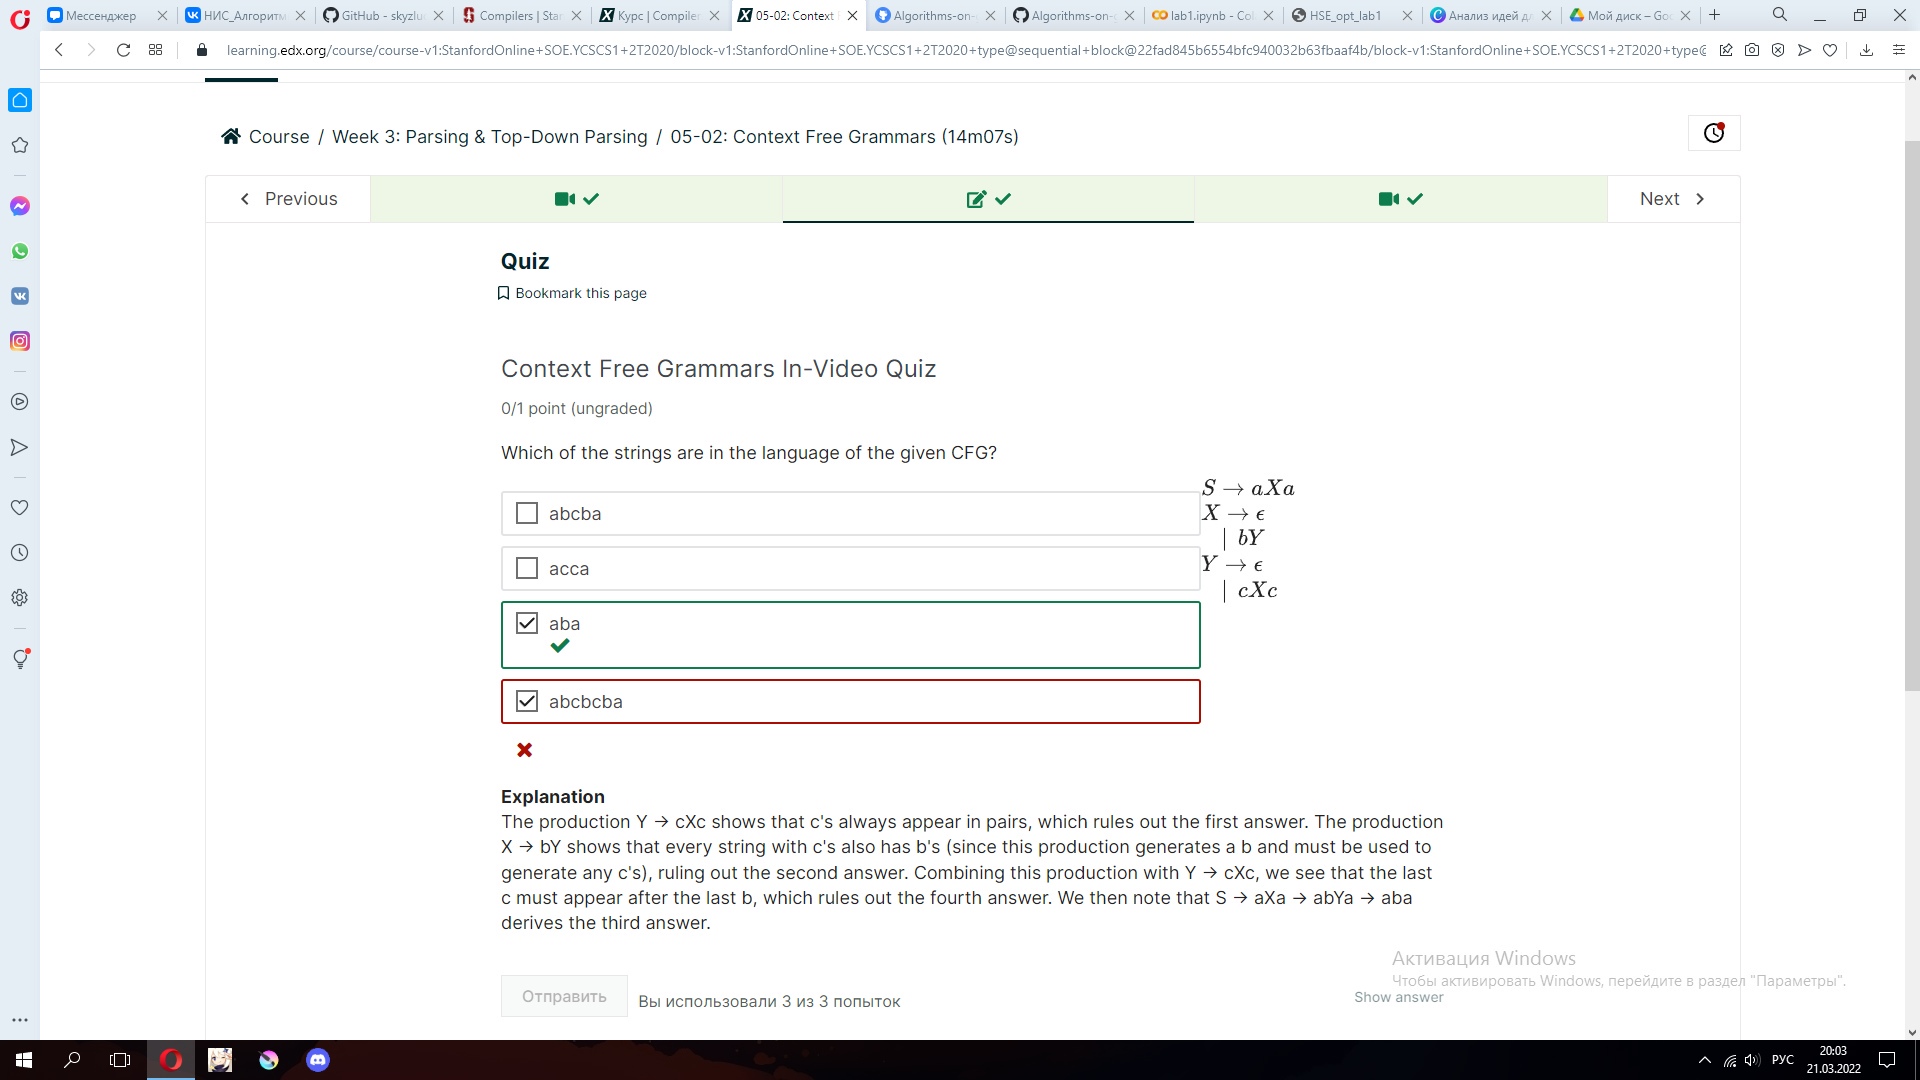 Мессенджер
НИС_Алгоритм
GitHub - skyzlu
Compilers | Star
Курс | Compiler
05-02: Context
Algorithms-on-
Algorithms-on-
lab1.ipynb - Col
HSE_opt_lab1
Анализ идей дл
Мой диск – Goo
learning.edx.org/course/course-v1:StanfordOnline+SOE.YCSCS1+2T2020/block-v1:StanfordOnline+SOE.YCSCS1+2T2020+type@sequential+block@22fad845b6554bfc940032b63fbaaf4b/block-v1:StanfordOnline+SOE.YCSCS1+2T2020+type@
Course / Week 3: Parsing & Top-Down Parsing / 05-02: Context Free Grammars (14m07s)
Previous
Next
Quiz
Bookmark this page
Context Free Grammars In-Video Quiz
0/1 point (ungraded)
Which of the strings are in the language of the given CFG?
abcba
acca
aba
abcbcba
S → aXa
X → ϵ
| bY
Y → ϵ
| cXc
Explanation
The production Y → cXc shows that c's always appear in pairs, which rules out the first answer. The production
X → bY shows that every string with c's also has b's (since this production generates a b and must be used to
generate any c's), ruling out the second answer. Combining this production with Y → cXc, we see that the last
c must appear after the last b, which rules out the fourth answer. We then note that S → aXa → abYa → aba
derives the third answer.
Отправить
Вы использовали 3 из 3 попыток
Show answer
Активация Windows
Чтобы активировать Windows, перейдите в раздел "Параметры".
РУС
20:03
21.03.2022